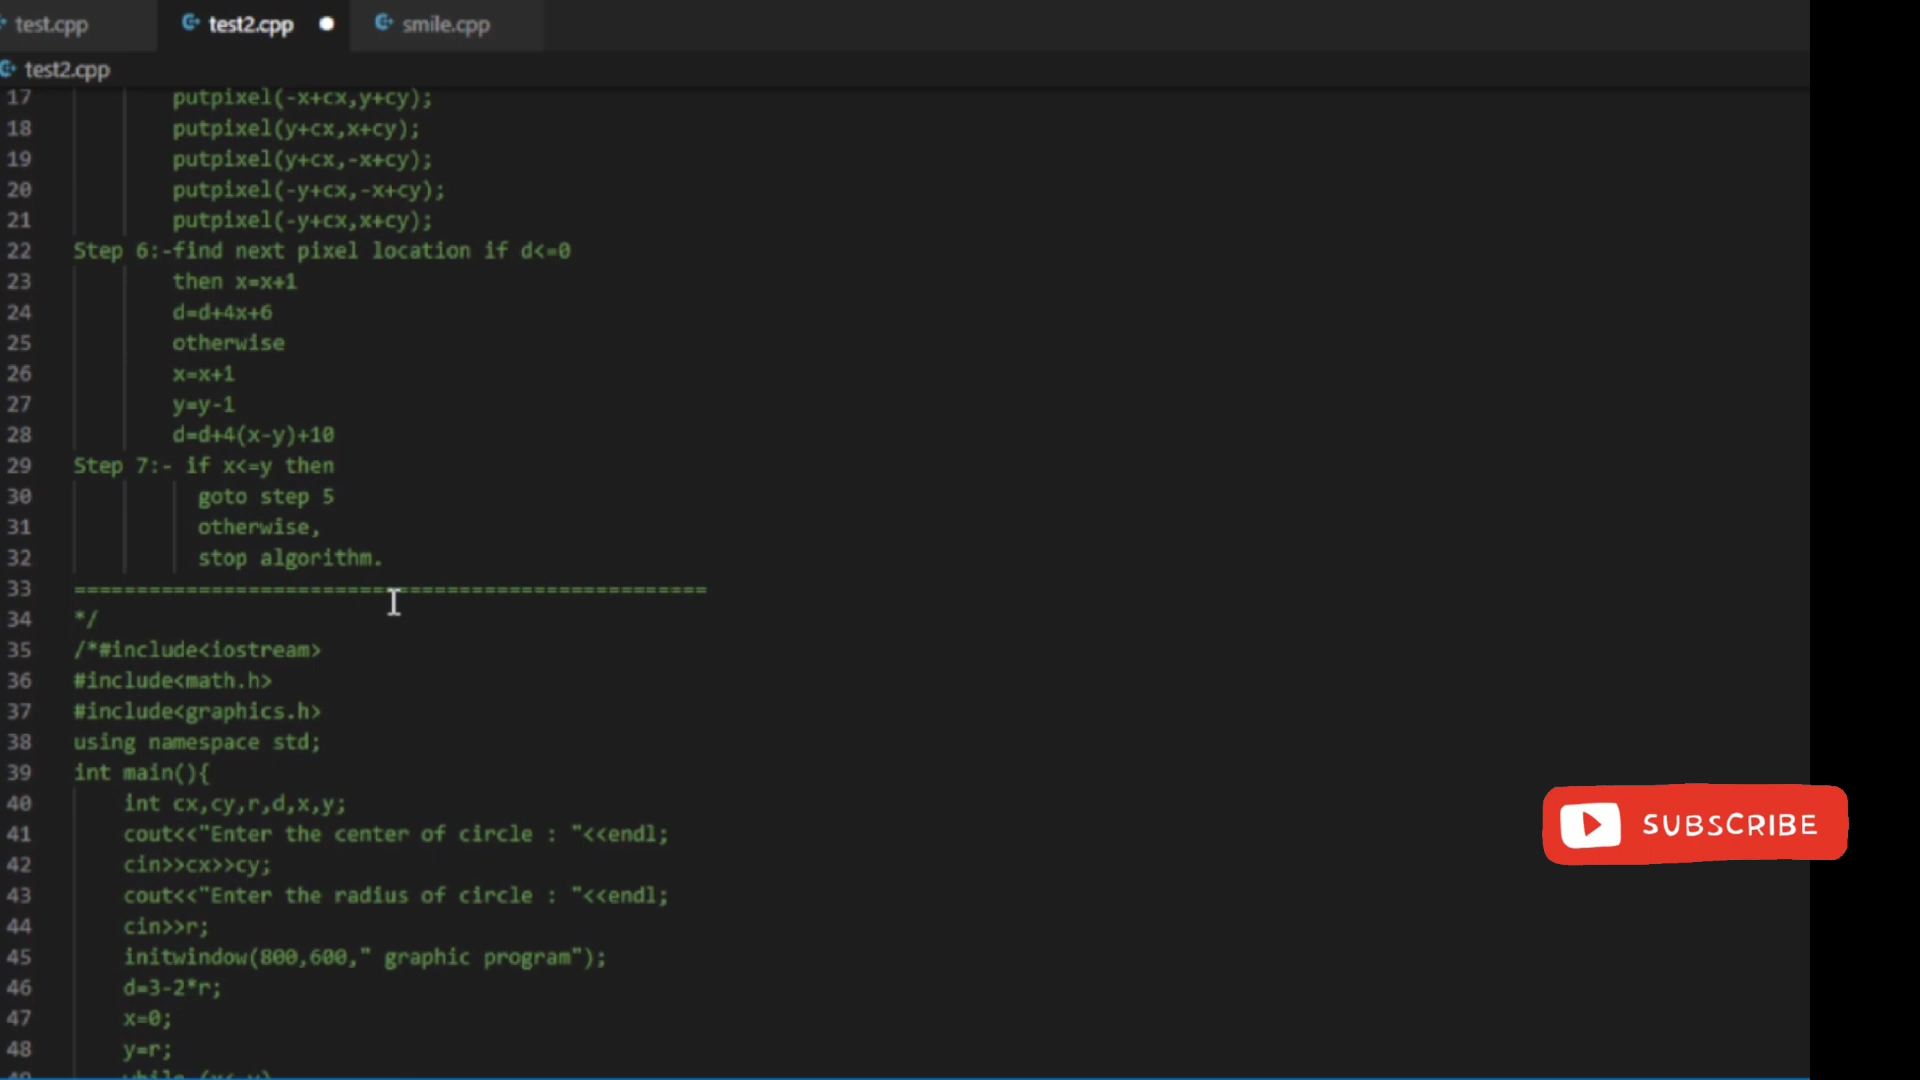 test.cpp
test2.cpp
smile.cpp
test2.cpp
17 putpixel(-x+cx,y+cy);
18 putpixel(y+cx,x+cy);
19 putpixel(y+cx,-x+cy);
20 putpixel(-y+cx,-x+cy);
21 putpixel(-y+cx,x+cy);
22 Step 6:-find next pixel location if d<=0
23 then x=x+1
24 d=d+4x+6
25 otherwise
26 x=x+1
27 y=y-1
28 d=d+4(x-y)+10
29 Step 7:- if x<=y then
30 goto step 5
31 otherwise,
32 stop algorithm.
33 ===================================================
34 */
35 /*#include<iostream>
36 #include<math.h>
37 #include<graphics.h>
38 using namespace std;
39 int main(){
40 int cx,cy,r,d,x,y;
41 cout<<"Enter the center of circle : "<<endl;
42 cin>>cx>>cy;
43 cout<<"Enter the radius of circle : "<<endl;
44 cin>>r;
45 initwindow(800,600," graphic program");
46 d=3-2*r;
47 x=0;
48 y=r;
SUBSCRIBE